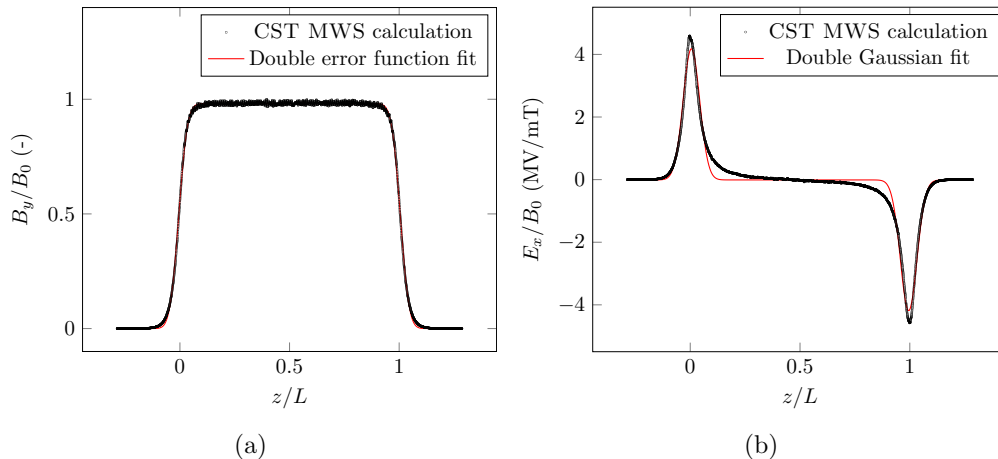 CST MWS calculation
Double error function fit
1
0.5
0
B_y/B_0 (-)
0
0.5
1
z/L
(a)
CST MWS calculation
Double Gaussian fit
4
2
0
−2
−4
E_x/B_0 (MV/mT)
0
0.5
1
z/L
(b)